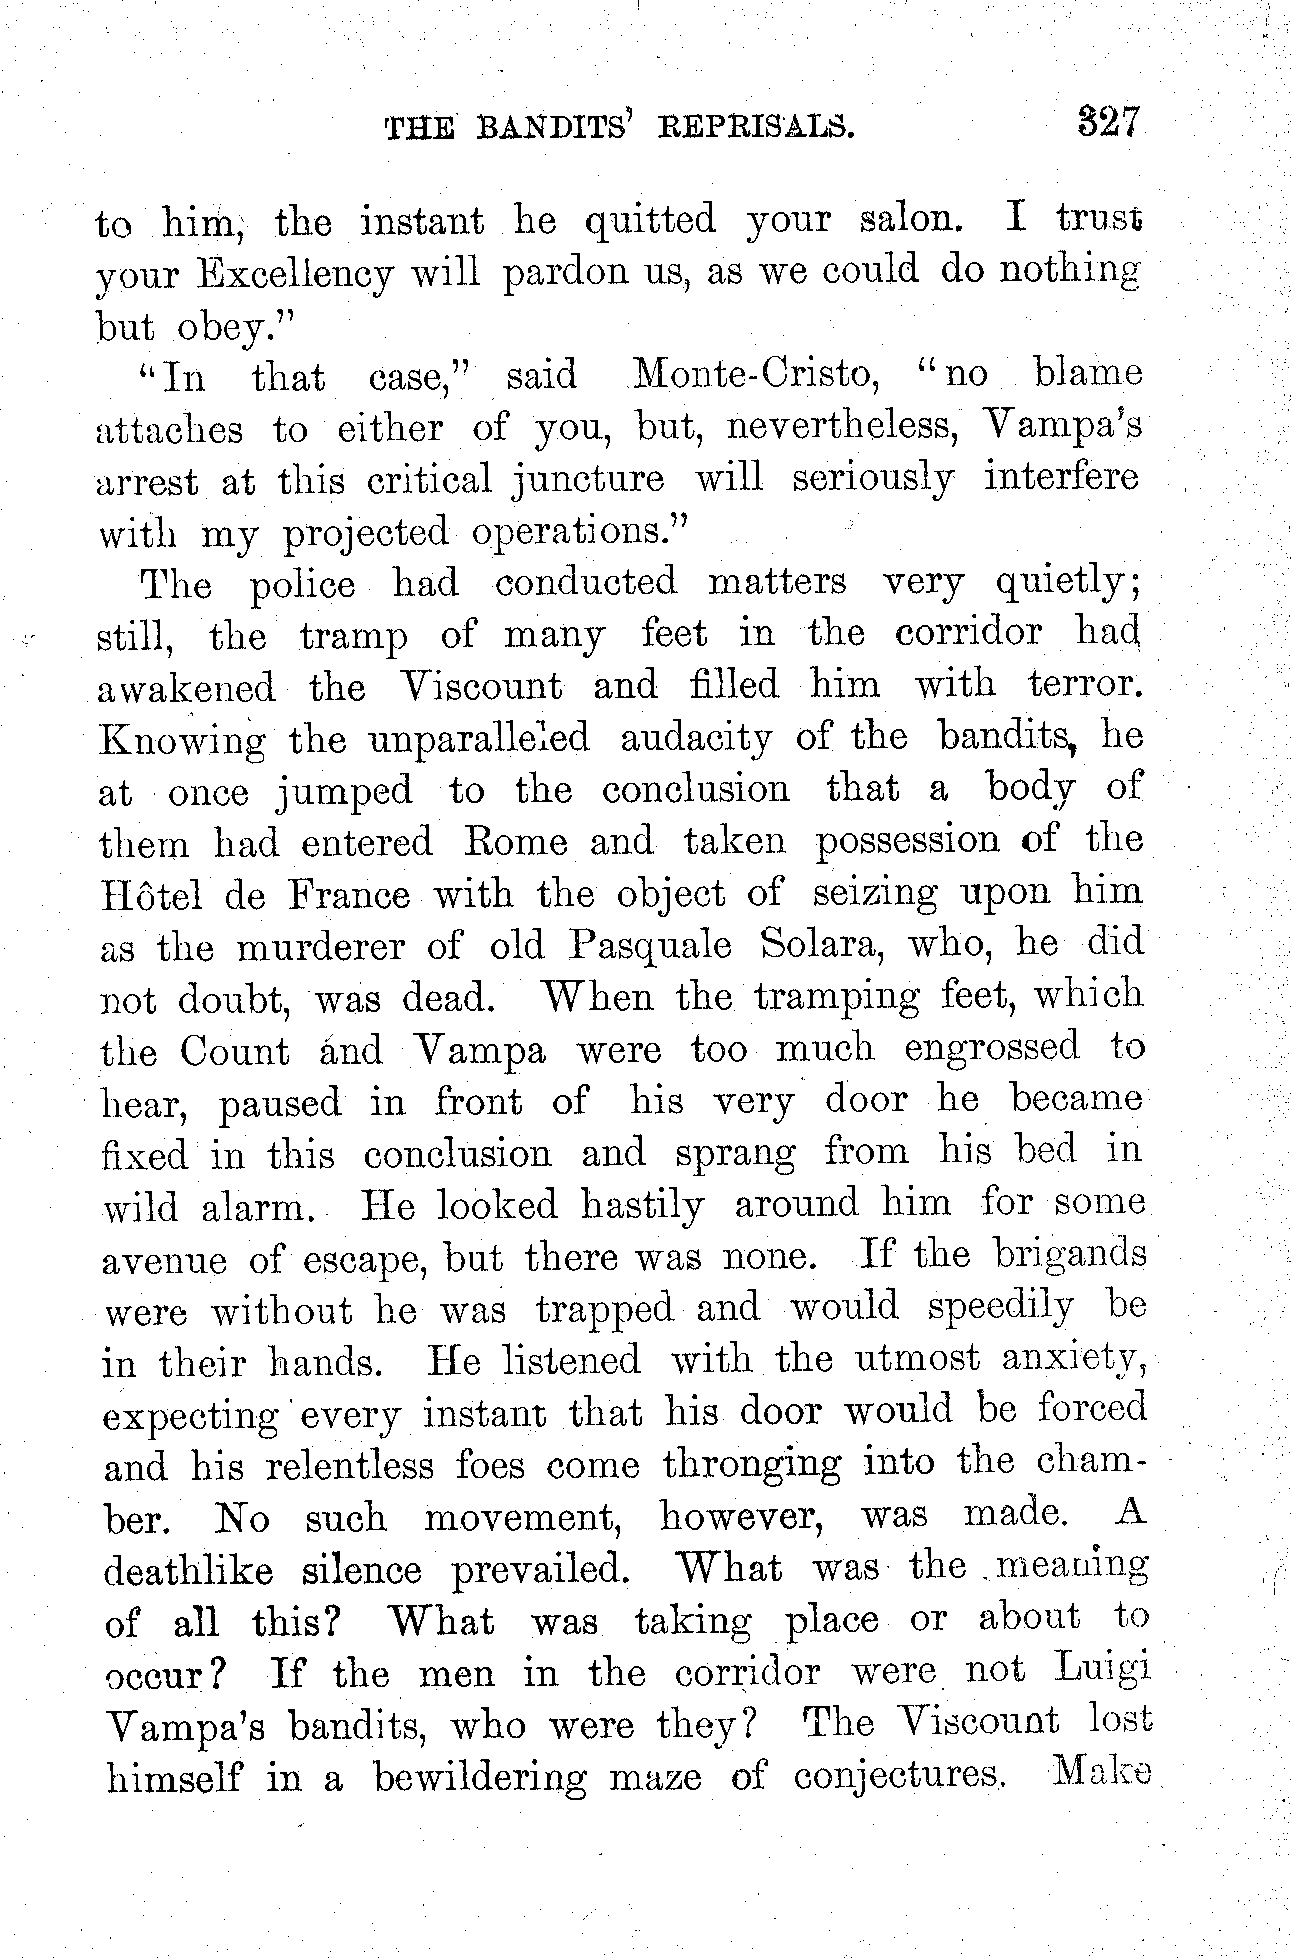 THE BANDITS' REPRISALS. 327
to him, the instant he quitted your salon. I trust
your Excellency will pardon us, as we could do nothing
but obey."
"In that case," said Monte-Cristo, "no blame
attaches to either of you, but, nevertheless, Vampa's
arrest at this critical juncture will seriously interfere
with my projected operations."
The police had conducted matters very quietly;
still, the tramp of many feet in the corridor had
awakened the Viscount and filled him with terror.
Knowing the unparalleled audacity of the bandits, he
at once jumped to the conclusion that a body of
them had entered Rome and taken possession of the
Hôtel de France with the object of seizing upon him
as the murderer of old Pasquale Solara, who, he did
not doubt, was dead. When the tramping feet, which
the Count and Vampa were too much engrossed to
hear, paused in front of his very door he became
fixed in this conclusion and sprang from his bed in
wild alarm. He looked hastily around him for some
avenue of escape, but there was none. If the brigands
were without he was trapped and would speedily be
in their hands. He listened with the utmost anxiety,
expecting every instant that his door would be forced
and his relentless foes come thronging into the cham-
ber. No such movement, however, was made. A
deathlike silence prevailed. What was the meaning
of all this? What was taking place or about to
occur? If the men in the corridor were not Luigi
Vampa's bandits, who were they? The Viscount lost
himself in a bewildering maze of conjectures. Make